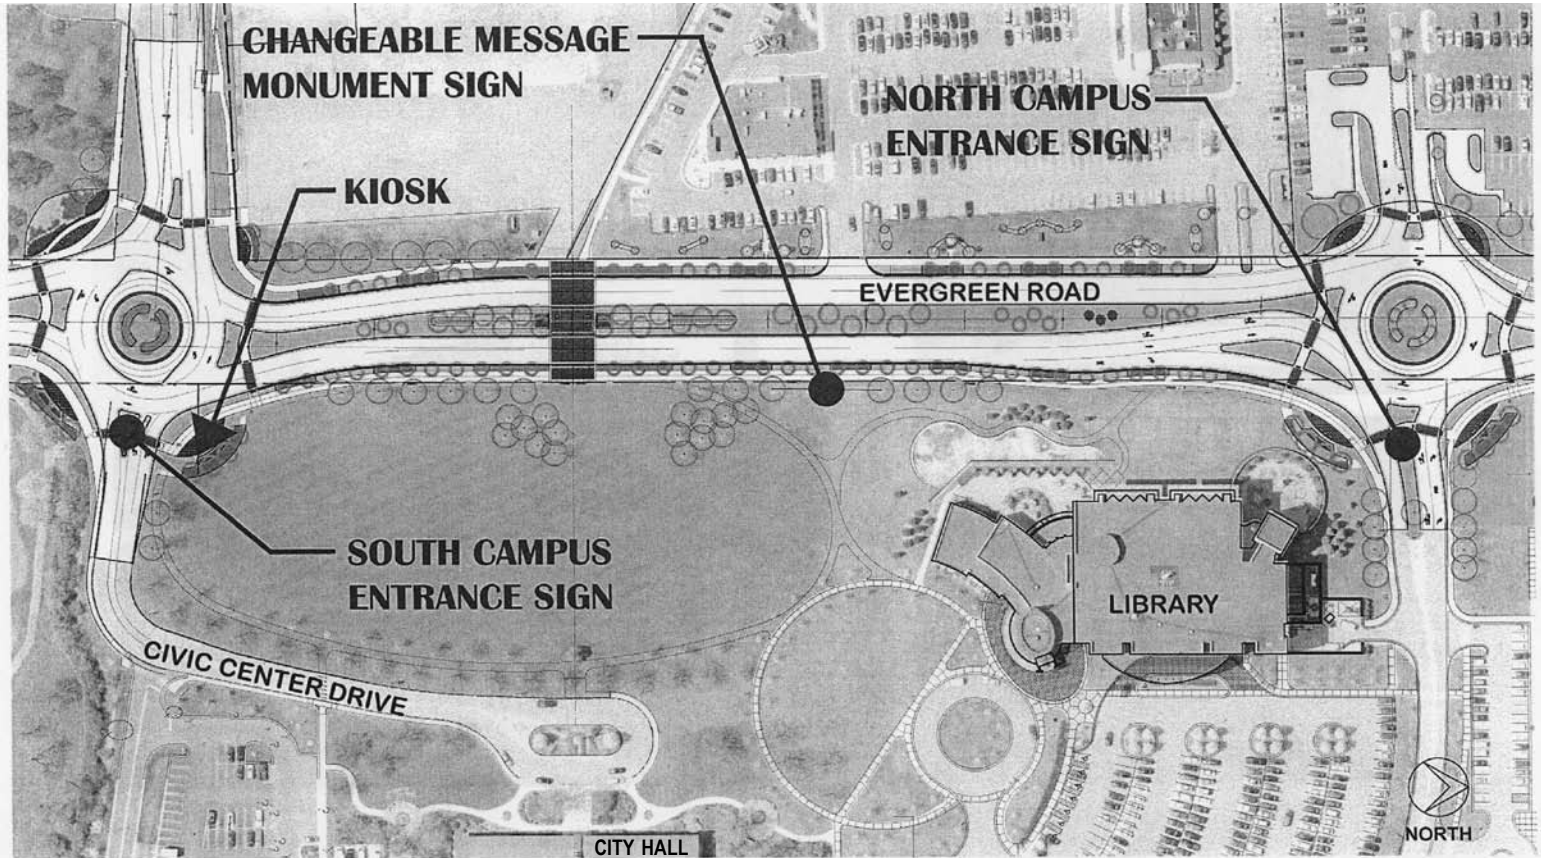 CHANGEABLE MESSAGE
MONUMENT SIGN
NORTH CAMPUS
ENTRANCE SIGN
KIOSK
EVERGREEN ROAD
SOUTH CAMPUS
ENTRANCE SIGN
LIBRARY
CIVIC CENTER DRIVE
NORTH
CITY HALL